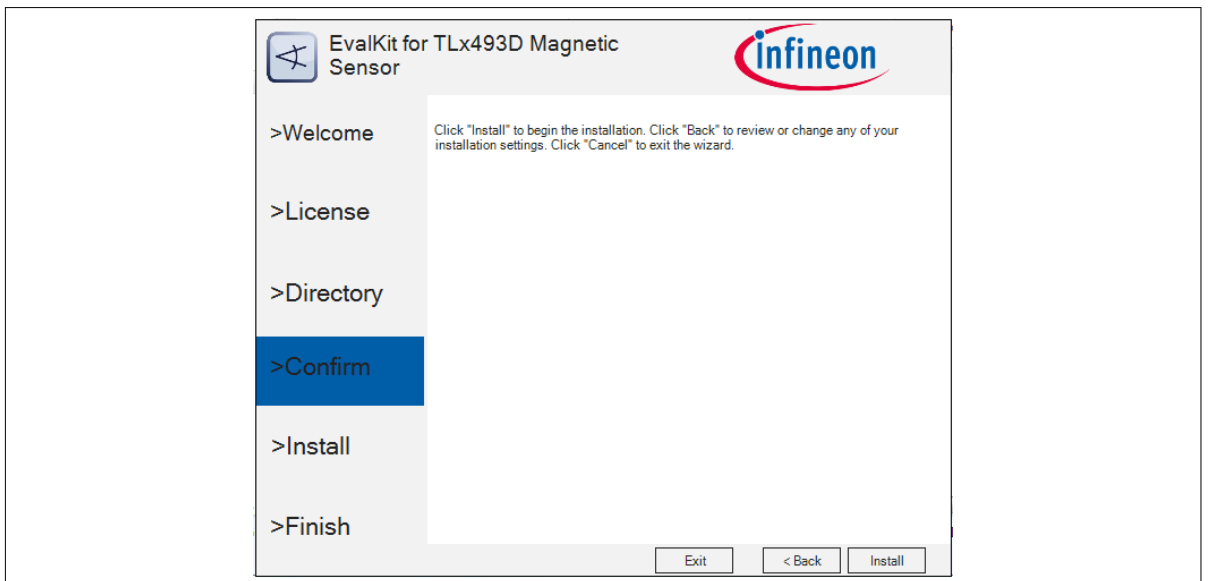 EvalKit for TLx493D Magnetic
Sensor
infineon
>Welcome
Click "Install" to begin the installation. Click "Back" to review or change any of your
installation settings. Click "Cancel" to exit the wizard.
>License
>Directory
>Confirm
>Install
>Finish
Exit
< Back
Install